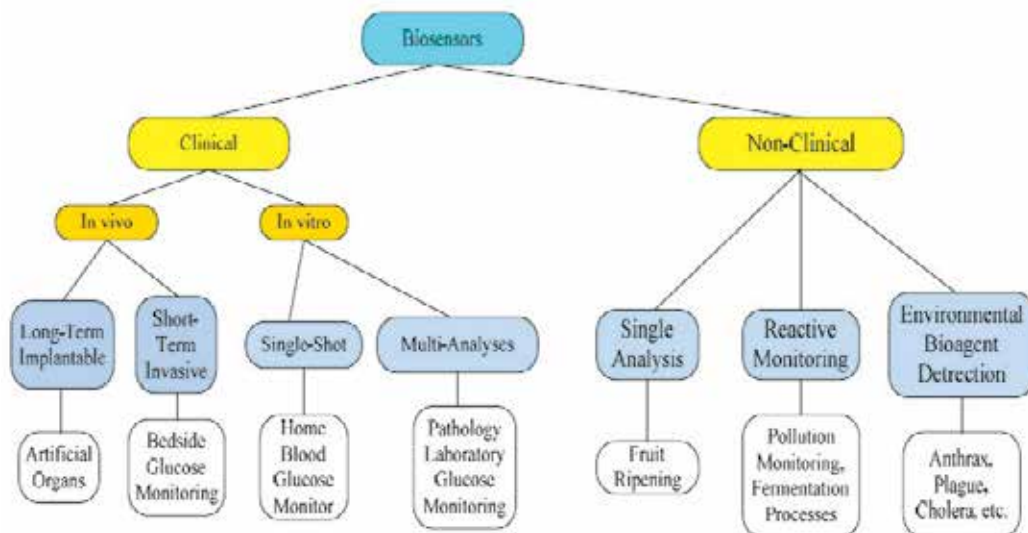 Biosensors
Clinical
Non-Clinical
In vivo
In vitro
Long-Term
Implantable
Short-
Term
Invasive
Single-Shot
Multi-Analyses
Single
Analysis
Reactive
Monitoring
Environmental
Bioagent
Detrection
Artificial
Organs
Bedside
Glucose
Monitoring
Home
Blood
Glucose
Monitor
Pathology
Laboratory
Glucose
Monitoring
Fruit
Ripening
Pollution
Monitoring,
Fermentation
Processes
Anthrax,
Plague,
Cholera, etc.